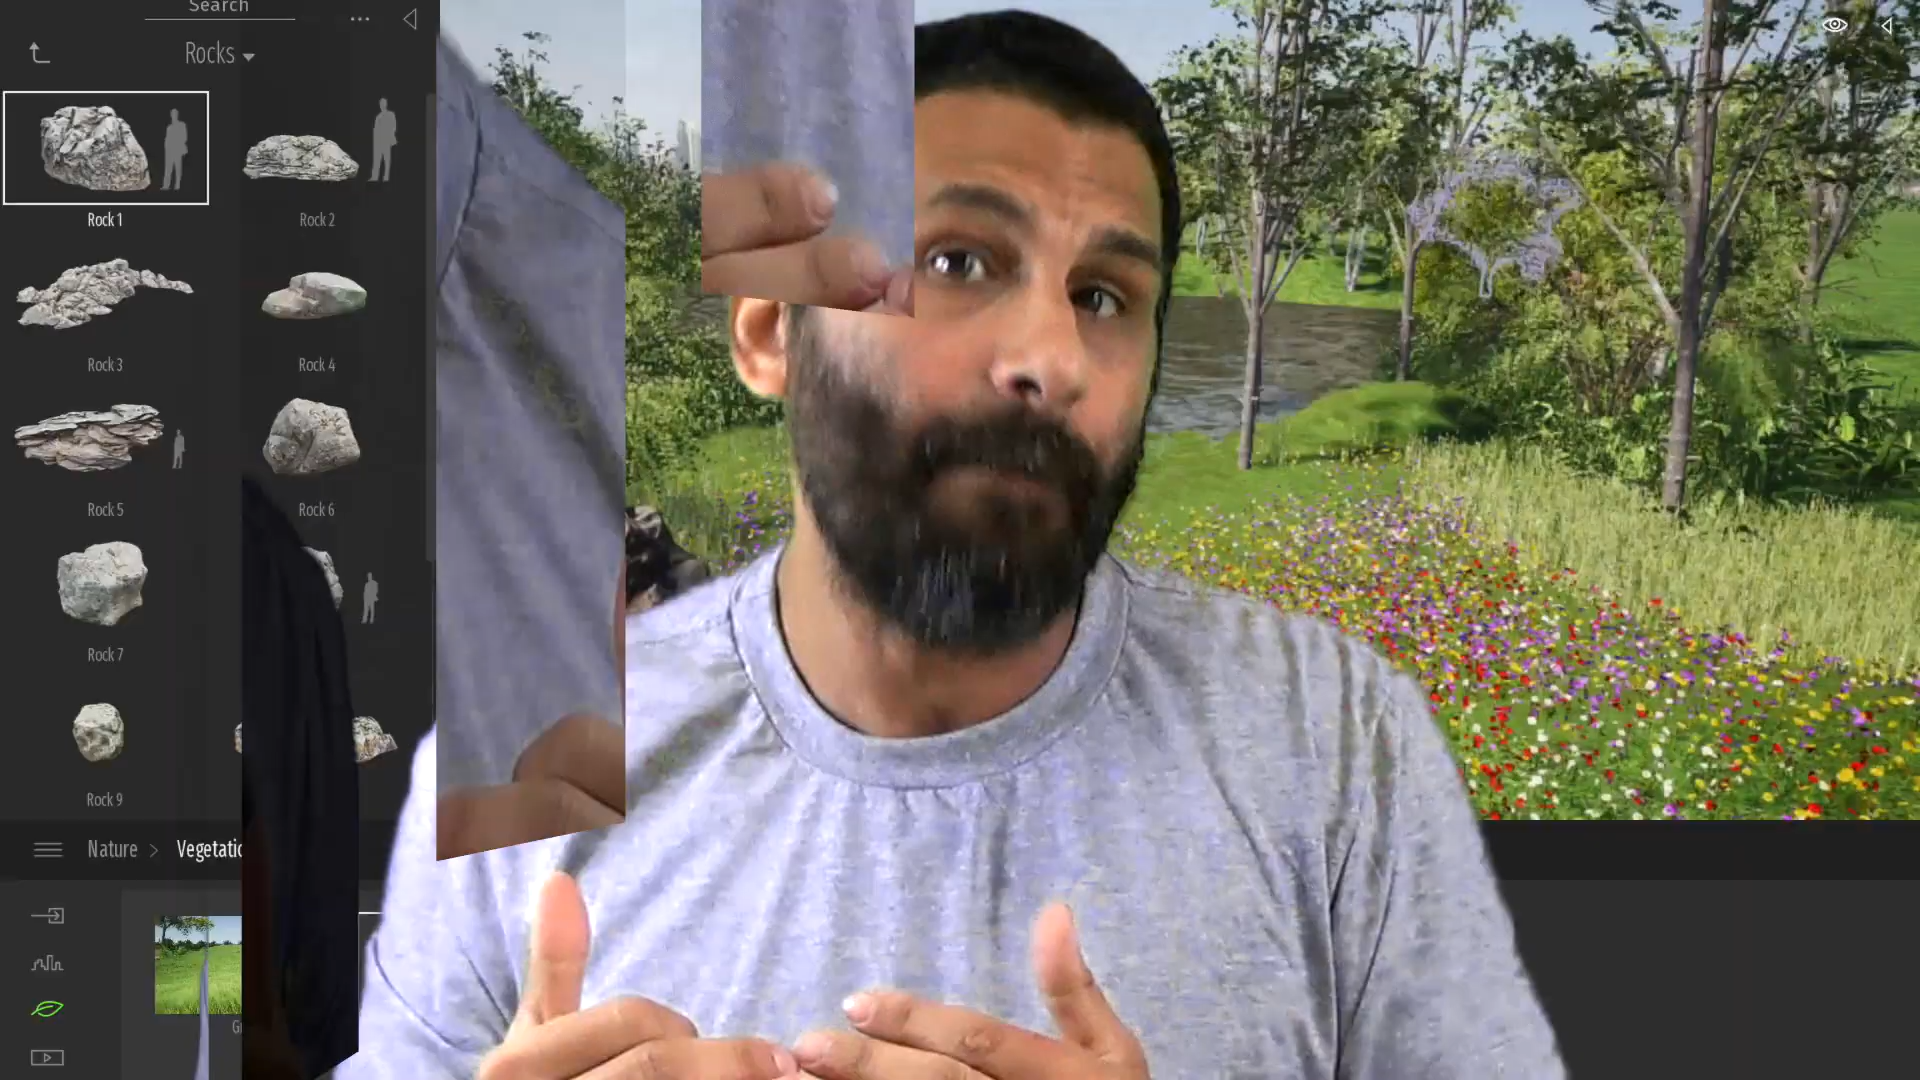 Search
Rocks
Rock 1
Rock 2
Rock 3
Rock 4
Rock 5
Rock 6
Rock 7
Rock 9
Nature > Vegetatio
G